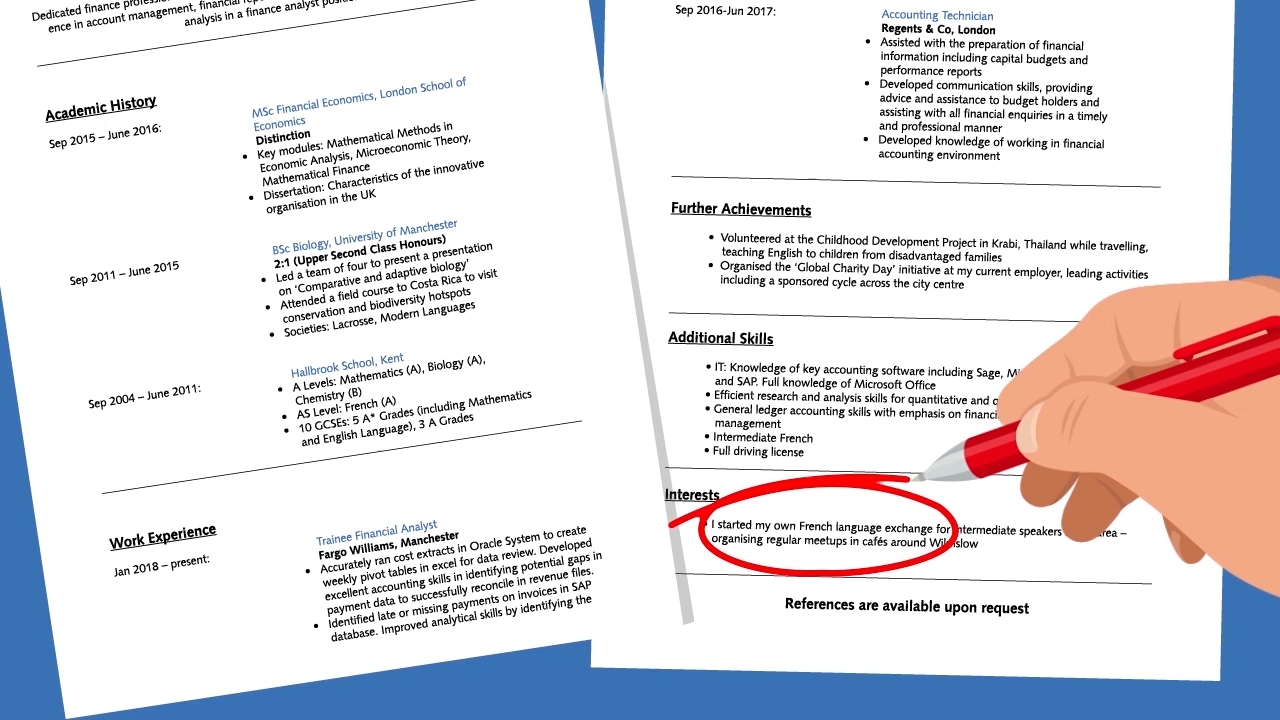 Dedicated finance
ence in account management, financial
analysis in a finance analyst
Academic History
Sep 2015 – June 2016:
MSc Financial Economics, London School of
Economics
Distinction
• Key modules: Mathematical Methods in
Economic Analysis, Microeconomic Theory,
Mathematical Finance
• Dissertation: Characteristics of the innovative
organisation in the UK
Sep 2011 – June 2015
BSc Biology, University of Manchester
2:1 (Upper Second Class Honours)
• Led a team of four to present a presentation
on ‘Comparative and adaptive biology’
• Attended a field course to Costa Rica to visit
conservation and biodiversity hotspots
• Societies: Lacrosse, Modern Languages
Sep 2004 – June 2011:
Hallbrook School, Kent
• A Levels: Mathematics (A), Biology (A),
Chemistry (B)
• AS Level: French (A)
• 10 GCSEs: 5 A* Grades (including Mathematics
and English Language), 3 A Grades
Work Experience
Jan 2018 – present:
Trainee Financial Analyst
Fargo Williams, Manchester
• Accurately ran cost extracts in Oracle System to create
weekly pivot tables in excel for data review. Developed
excellent accounting skills in identifying potential gaps in
payment data to successfully reconcile in revenue files.
• Identified late or missing payments on invoices in SAP
database. Improved analytical skills by identifying the
Sep 2016-Jun 2017:
Accounting Technician
Regents & Co, London
• Assisted with the preparation of financial
information including capital budgets and
performance reports
• Developed communication skills, providing
advice and assistance to budget holders and
assisting with all financial enquiries in a timely
and professional manner
• Developed knowledge of working in financial
accounting environment
Further Achievements
• Volunteered at the Childhood Development Project in Krabi, Thailand while travelling,
teaching English to children from disadvantaged families
• Organised the ‘Global Charity Day’ initiative at my current employer, leading activities
including a sponsored cycle across the city centre
Additional Skills
• IT: Knowledge of key accounting software including Sage,
and SAP. Full knowledge of Microsoft Office
• Efficient research and analysis skills for quantitative and
• General ledger accounting skills with emphasis on
management
• Intermediate French
• Full driving license
Interests
• I started my own French language exchange for intermediate speakers area –
organising regular meetups in cafés around Wilmslow
References are available upon request